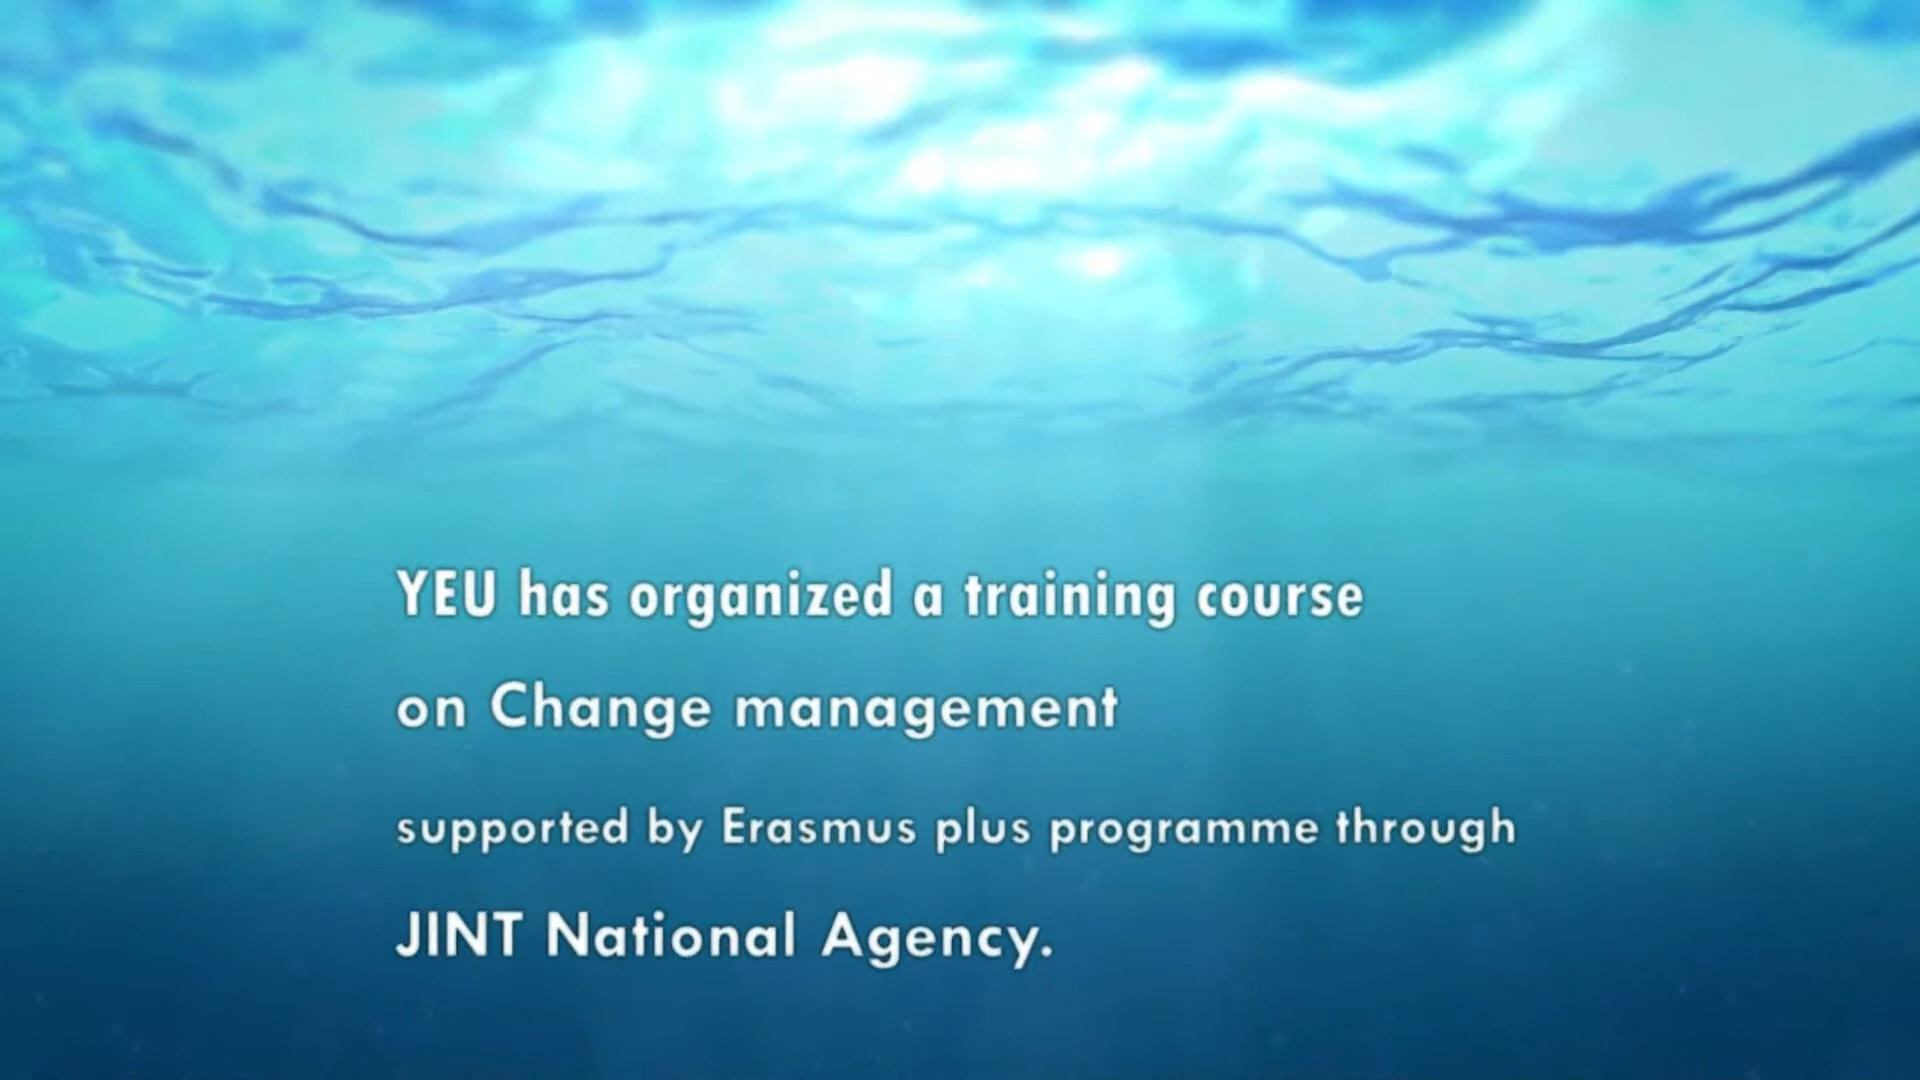 YEU has organized a training course
on Change management
supported by Erasmus plus programme through
JINT National Agency.